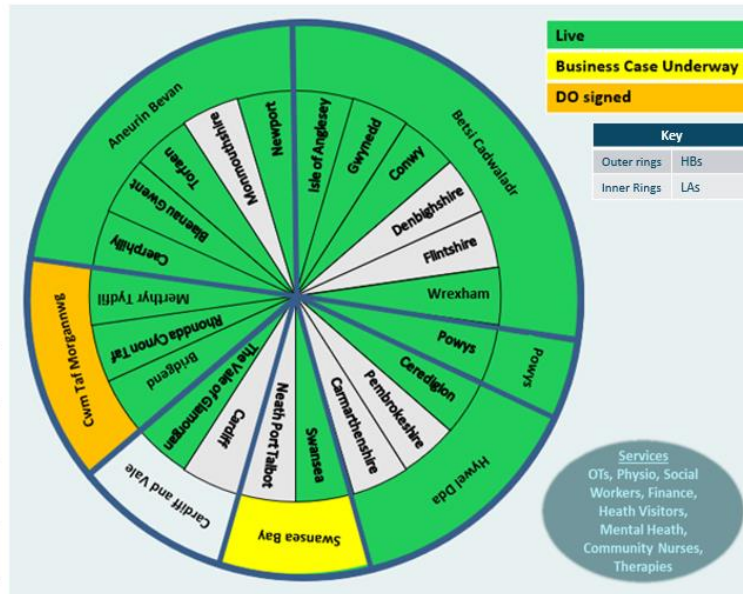 Live
Business Case Underway
DO signed
Key
Outer rings HBs
Inner Rings LAs
Aneurin Bevan
Betsi Cadwaladr
Powys
Hywel Dda
Swansea Bay
Cardiff and Vale
Cwm Taf Morgannwg
Isle of Anglesey
Gwynedd
Conwy
Denbighshire
Flintshire
Wrexham
Powys
Ceredigion
Pembrokeshire
Carmarthenshire
Swansea
Neath Port Talbot
Cardiff
The Vale of Glamorgan
Bridgend
Rhondda Cynon Taf
Merthyr Tydfil
Caerphilly
Blaenau Gwent
Torfaen
Monmouthshire
Newport
Services
OTs, Physio, Social
Workers, Finance,
Heath Visitors,
Mental Heath,
Community Nurses,
Therapies